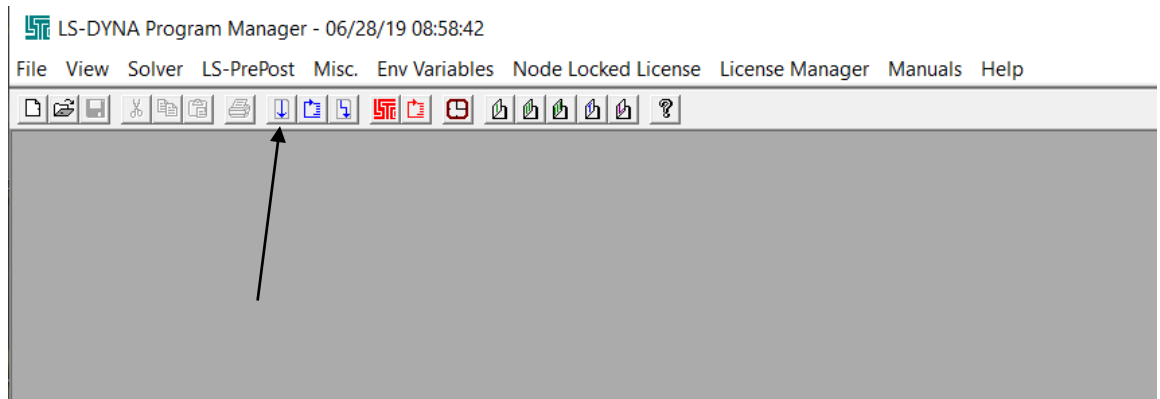 LS-DYNA Program Manager - 06/28/19 08:58:42
File View Solver LS-PrePost Misc. Env Variables Node Locked License License Manager Manuals Help